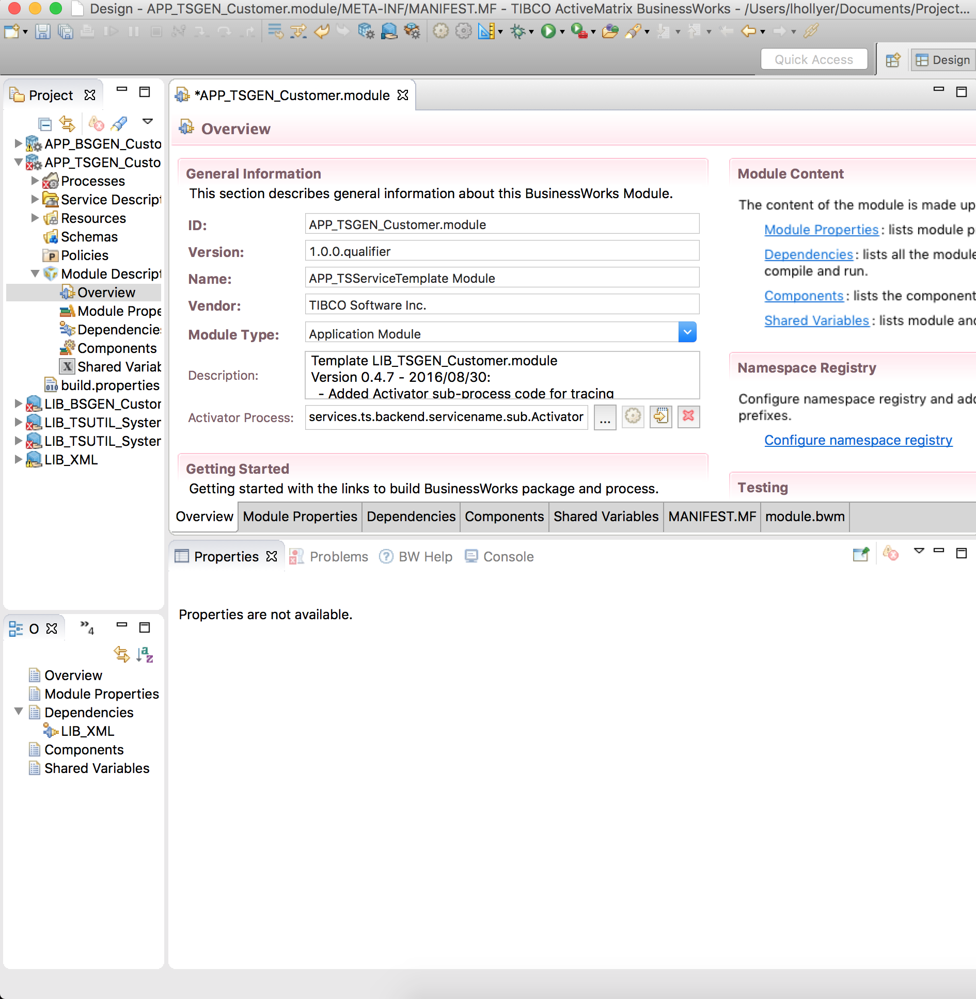 Design - APP_TSGEN_Customer.module/META-INF/MANIFEST.MF - TIBCO ActiveMatrix BusinessWorks - /Users/lhollyer/Documents/Project...
Quick Access
Design
Project
APP_BSGEN_Custo
APP_TSGEN_Custo
Processes
Service Descript
Resources
Schemas
Policies
Module Descript
Overview
Module Prope
Dependencies
Components
Shared Variab
build.properties
LIB_BSGEN_Custor
LIB_TSUTIL_Syster
LIB_TSUTIL_Syster
LIB_XML
*APP_TSGEN_Customer.module
Overview
General Information
This section describes general information about this BusinessWorks Module.
ID: APP_TSGEN_Customer.module
Version: 1.0.0.qualifier
Name: APP_TSServiceTemplate Module
Vendor: TIBCO Software Inc.
Module Type: Application Module
Description: Template LIB_TSGEN_Customer.module
Version 0.4.7 - 2016/08/30:
- Added Activator sub-process code for tracing
Activator Process: services.ts.backend.servicename.sub.Activator ...
Getting Started
Getting started with the links to build BusinessWorks package and process.
Module Content
The content of the module is made up
Module Properties : lists module p
Dependencies : lists all the module
compile and run.
Components : lists the component
Shared Variables : lists module and
Namespace Registry
Configure namespace registry and add
prefixes.
Configure namespace registry
Testing
Overview Module Properties Dependencies Components Shared Variables MANIFEST.MF module.bwm
Properties Problems BW Help Console
Properties are not available.
O »4
Overview
Module Properties
Dependencies
LIB_XML
Components
Shared Variables